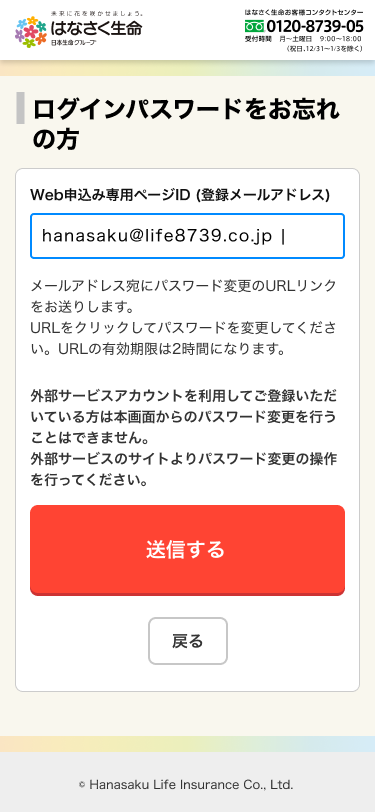 未来に花を咲かせましょう。
はなさく生命
日本生命グループ
はなさく生命お客様コンタクトセンター
0120-8739-05
受付時間 月〜土曜日 9:00〜18:00
(祝日、12/31〜1/3を除く)
ログインパスワードをお忘れ
の方
Web申込み専用ページID (登録メールアドレス)
hanasaku@life8739.co.jp |
メールアドレス宛にパスワード変更のURLリンク
をお送りします。
URLをクリックしてパスワードを変更してくださ
い。URLの有効期限は2時間になります。
外部サービスアカウントを利用してご登録いただ
いている方は本画面からのパスワード変更を行う
ことはできません。
外部サービスのサイトよりパスワード変更の操作
を行ってください。
送信する
戻る
© Hanasaku Life Insurance Co., Ltd.